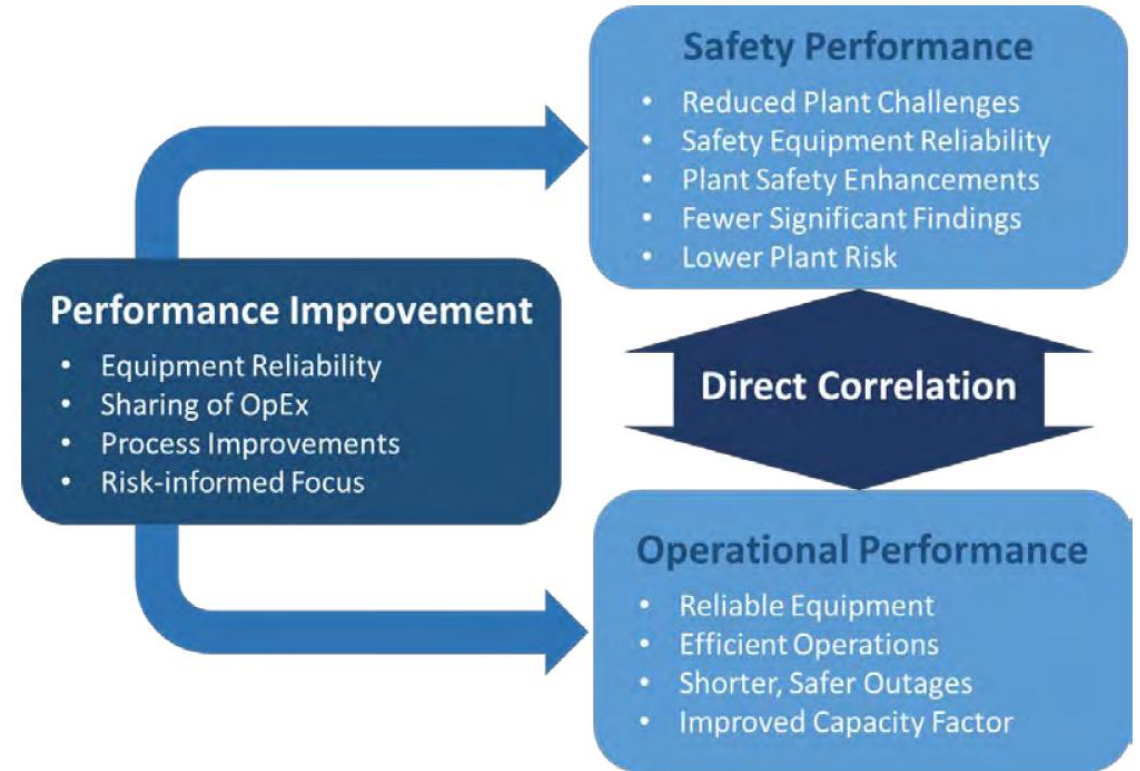 Safety Performance
• Reduced Plant Challenges
• Safety Equipment Reliability
• Plant Safety Enhancements
• Fewer Significant Findings
• Lower Plant Risk
Performance Improvement
• Equipment Reliability
• Sharing of OpEx
• Process Improvements
• Risk-informed Focus
Direct Correlation
Operational Performance
• Reliable Equipment
• Efficient Operations
• Shorter, Safer Outages
• Improved Capacity Factor